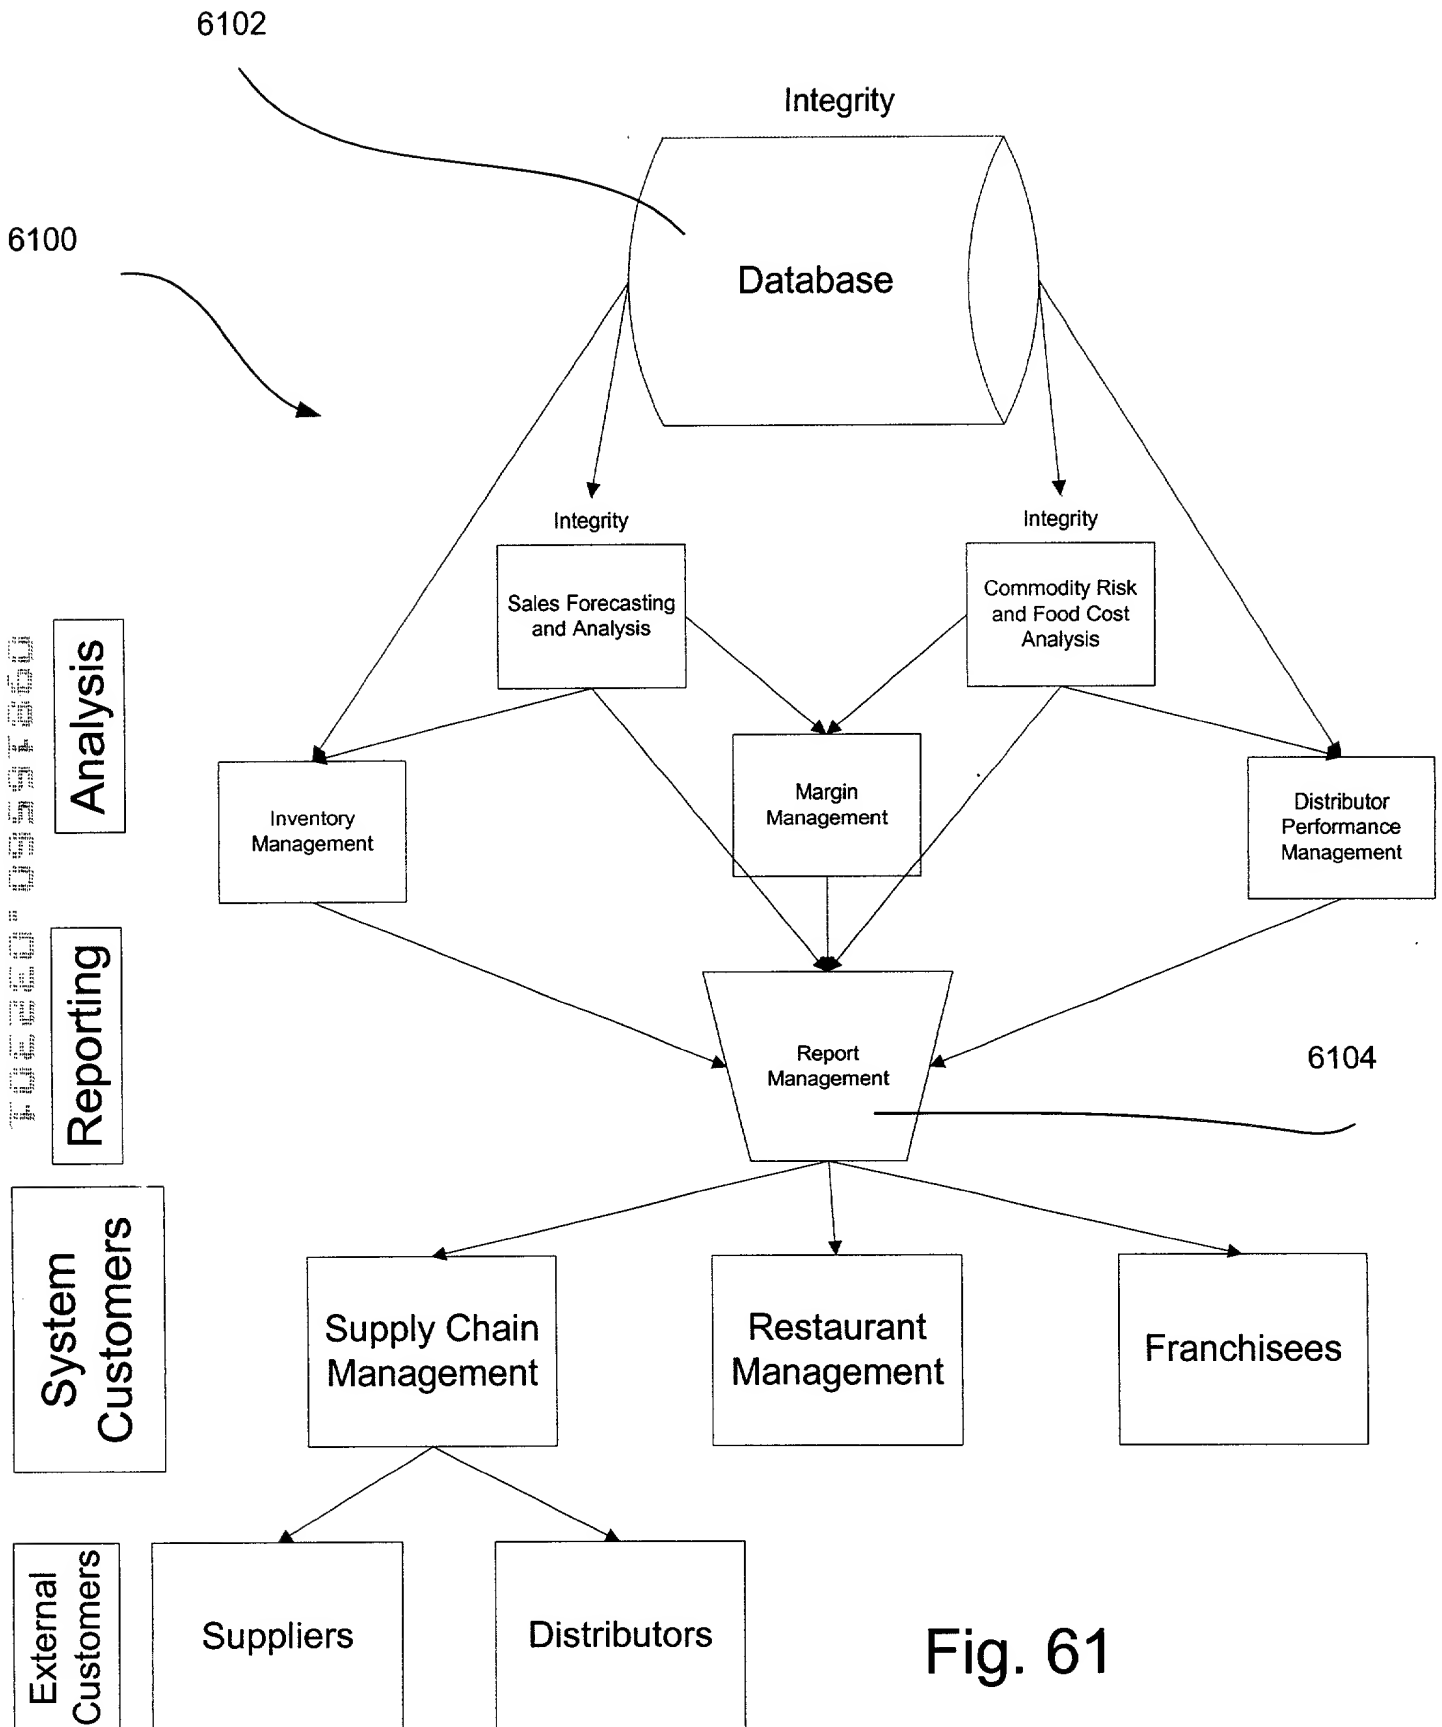 6102
Integrity
6100
Database
Integrity
Integrity
Sales Forecasting
and Analysis
Commodity Risk
and Food Cost
Analysis
Analysis
Inventory
Management
Margin
Management
Distributor
Performance
Management
Reporting
Report
Management
6104
System
Customers
Supply Chain
Management
Restaurant
Management
Franchisees
External
Customers
Suppliers
Distributors
Fig. 61